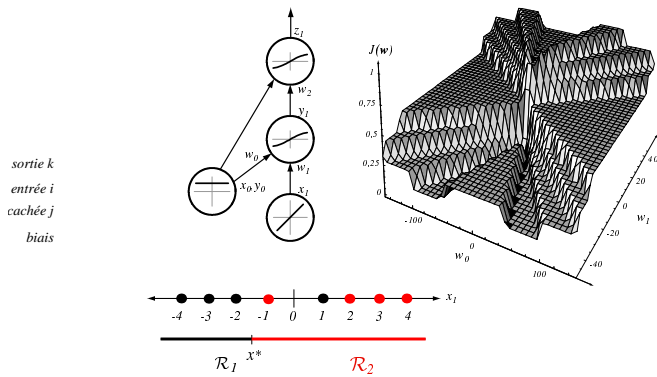 z1
w2
y1
w0
w1
x0, y0
x1
sortie k
entrée i
cachée j
biais
J(w)
1
0,75
0,5
0,25
0
-100
0
100
w0
40
20
0
-20
-40
w1
-4 -3 -2 -1 0 1 2 3 4 x1
R1 x* R2